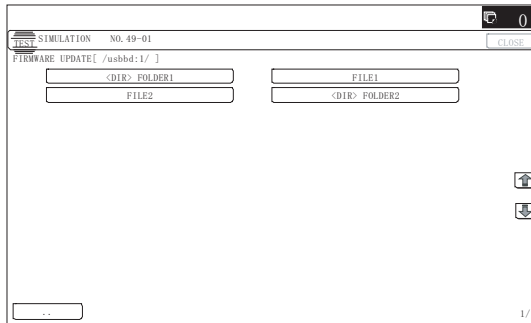 0
TEST SIMULATION NO.49-01 CLOSE
FIRMWARE UPDATE[ /usbbd:1/ ]
<DIR> FOLDER1 FILE1
FILE2 <DIR> FOLDER2
.. 1/